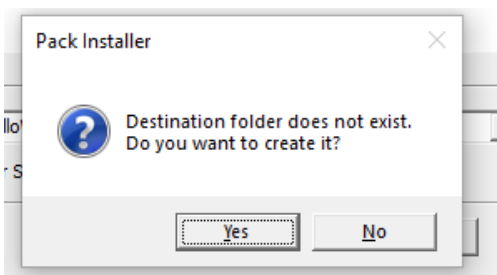 Pack Installer
Destination folder does not exist.
Do you want to create it?
Yes
No